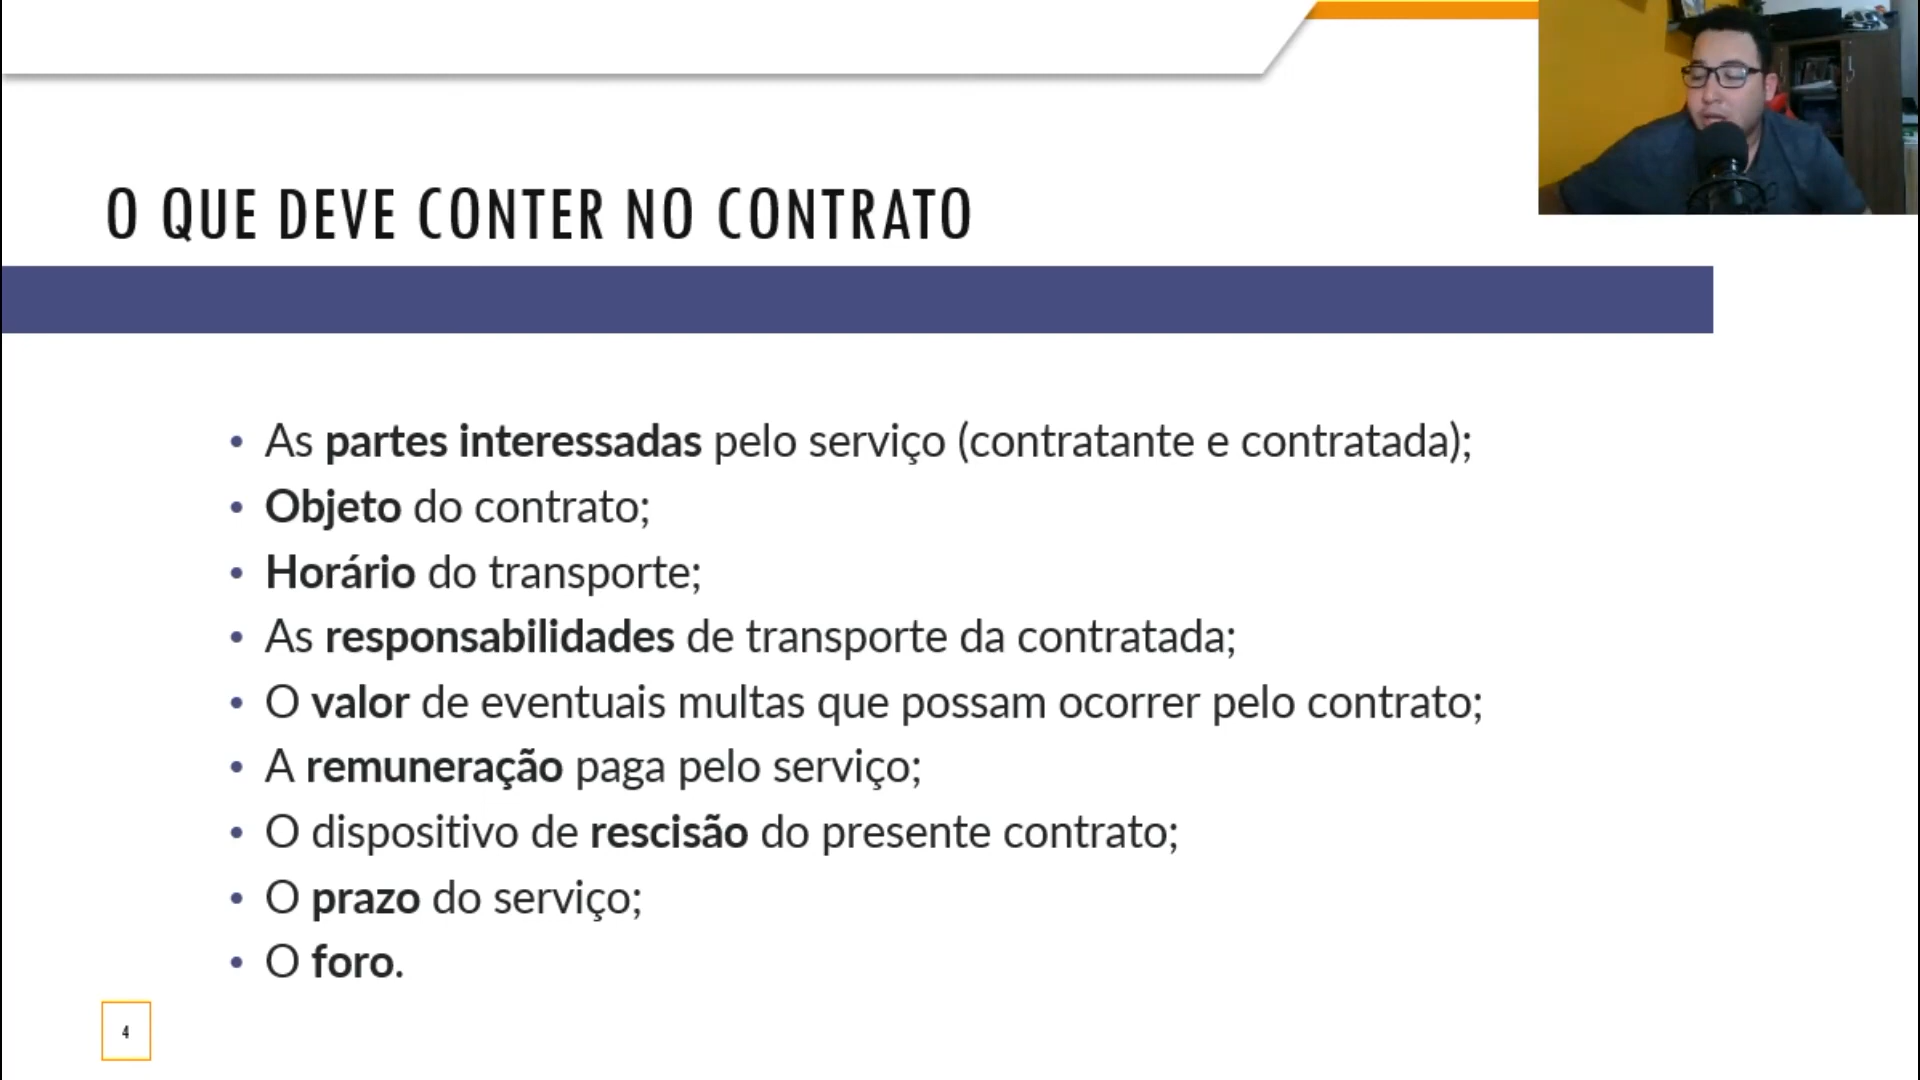 O QUE DEVE CONTER NO CONTRATO
• As partes interessadas pelo serviço (contratante e contratada);
• Objeto do contrato;
• Horário do transporte;
• As responsabilidades de transporte da contratada;
• O valor de eventuais multas que possam ocorrer pelo contrato;
• A remuneração paga pelo serviço;
• O dispositivo de rescisão do presente contrato;
• O prazo do serviço;
• O foro.
4